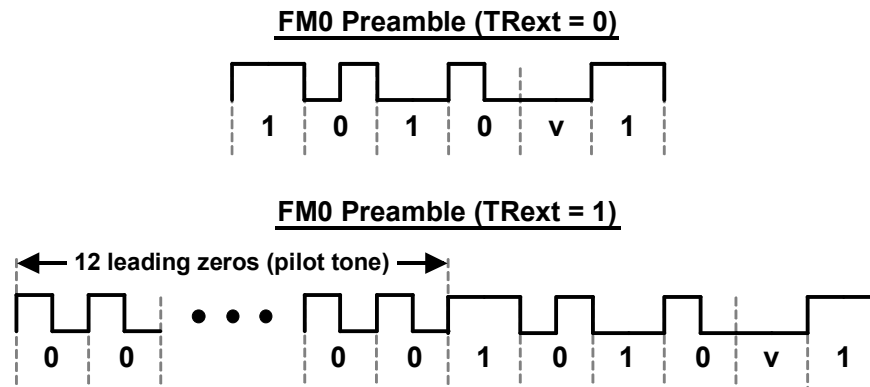 FM0 Preamble (TRext = 0)
1 0 1 0 v 1
FM0 Preamble (TRext = 1)
12 leading zeros (pilot tone)
0 0 0 0 1 0 1 0 v 1